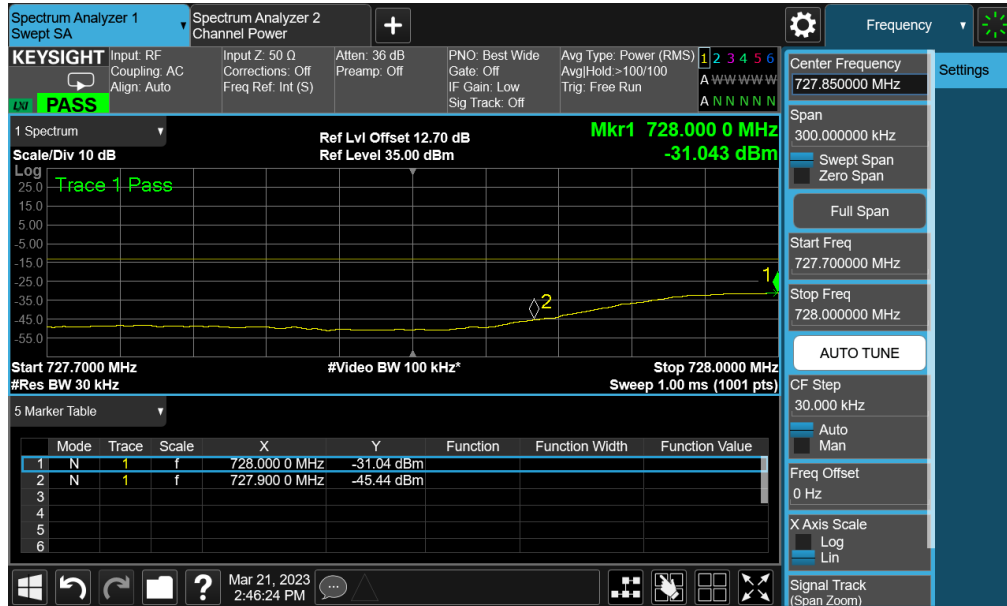 Spectrum Analyzer 1
Swept SA
Spectrum Analyzer 2
Channel Power
+
Frequency
KEYSIGHT
Input: RF
Coupling: AC
Align: Auto
Input Z: 50 Ω
Corrections: Off
Freq Ref: Int (S)
Atten: 36 dB
Preamp: Off
PNO: Best Wide
Gate: Off
IF Gain: Low
Sig Track: Off
Avg Type: Power (RMS)
Avg|Hold:>100/100
Trig: Free Run
1 2 3 4 5 6
A W W W W W
A N N N N N
LXI PASS
1 Spectrum
Scale/Div 10 dB
Ref Lvl Offset 12.70 dB
Ref Level 35.00 dBm
Mkr1 728.000 0 MHz
-31.043 dBm
Log
Trace 1 Pass
25.0
15.0
5.00
-5.00
-15.0
-25.0
-35.0
-45.0
-55.0
1
2
Start 727.7000 MHz
#Res BW 30 kHz
#Video BW 100 kHz*
Stop 728.0000 MHz
Sweep 1.00 ms (1001 pts)
5 Marker Table
Mode Trace Scale X Y Function Function Width Function Value
1 N 1 f 728.000 0 MHz -31.04 dBm
2 N 1 f 727.900 0 MHz -45.44 dBm
3
4
5
6
?
Mar 21, 2023
2:46:24 PM
Center Frequency
727.850000 MHz
Settings
Span
300.000000 kHz
Swept Span
Zero Span
Full Span
Start Freq
727.700000 MHz
Stop Freq
728.000000 MHz
AUTO TUNE
CF Step
30.000 kHz
Auto
Man
Freq Offset
0 Hz
X Axis Scale
Log
Lin
Signal Track
(Span Zoom)